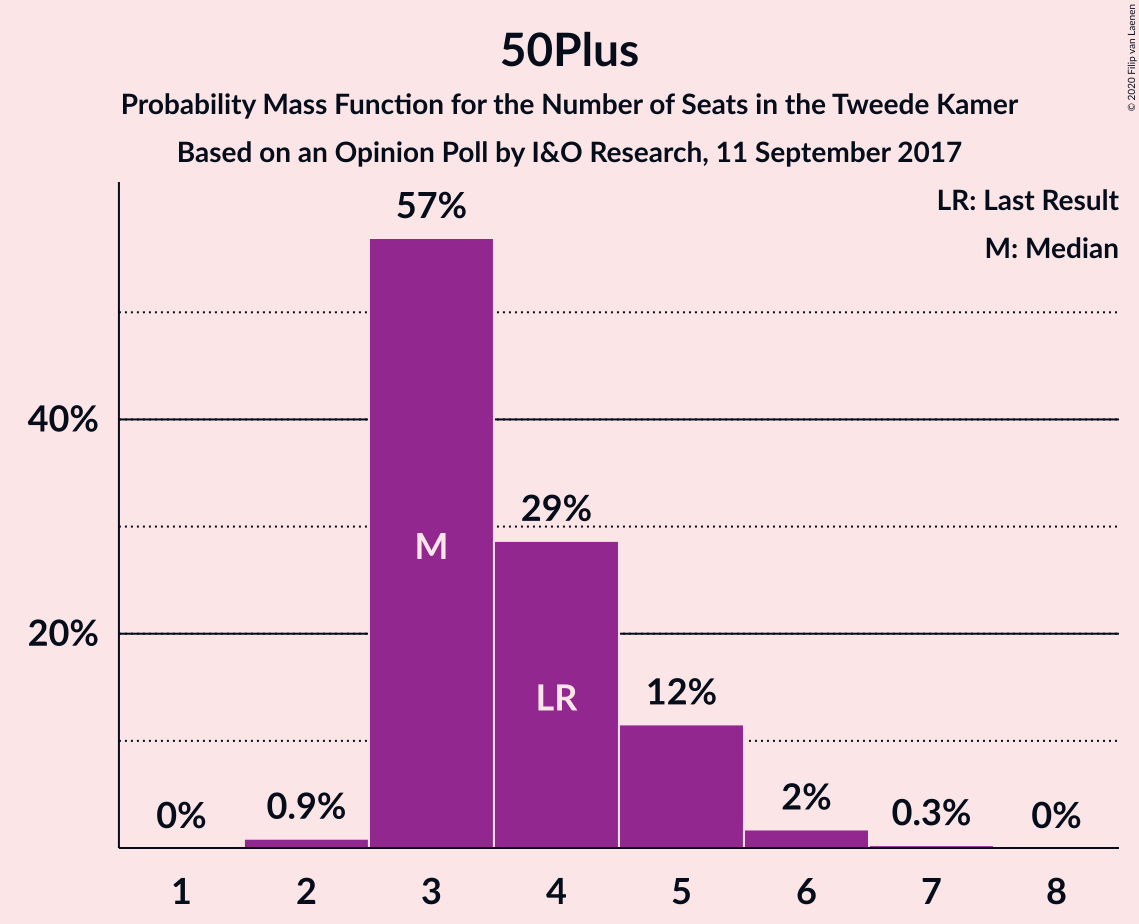 50Plus
Probability Mass Function for the Number of Seats in the Tweede Kamer
Based on an Opinion Poll by I&O Research, 11 September 2017
© 2020 Filip van Laenen
LR: Last Result
M: Median
57%
40%
29%
M
20%
LR
12%
0%
0.9%
2%
0.3%
0%
1 2 3 4 5 6 7 8